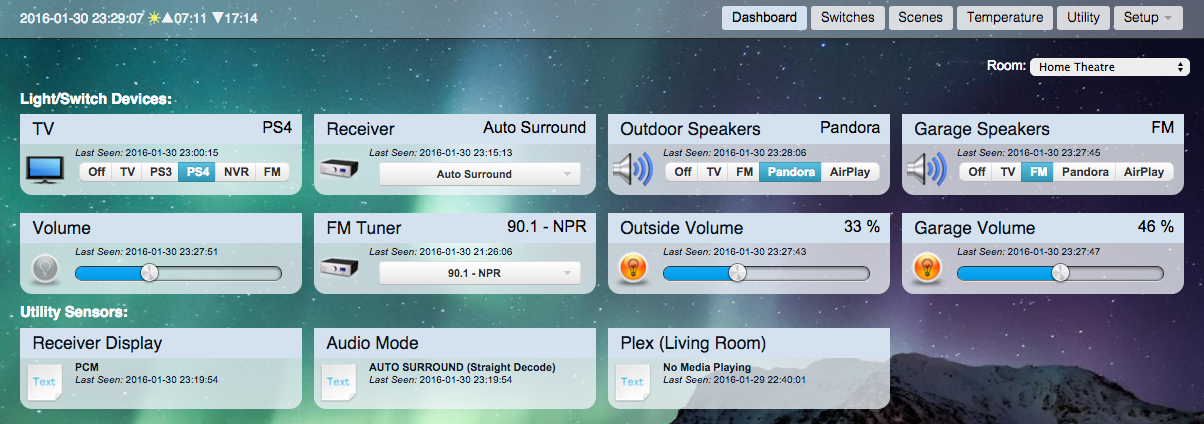 2016-01-30 23:29:07 ☀▲07:11 ▼17:14
Dashboard Switches Scenes Temperature Utility Setup
Room: Home Theatre
Light/Switch Devices:
TV PS4
Last Seen: 2016-01-30 23:00:15
Off TV PS3 PS4 NVR FM
Receiver Auto Surround
Last Seen: 2016-01-30 23:15:13
Auto Surround
Outdoor Speakers Pandora
Last Seen: 2016-01-30 23:28:06
Off TV FM Pandora AirPlay
Garage Speakers FM
Last Seen: 2016-01-30 23:27:45
Off TV FM Pandora AirPlay
Volume
Last Seen: 2016-01-30 23:27:51
FM Tuner 90.1 - NPR
Last Seen: 2016-01-30 21:26:06
90.1 - NPR
Outside Volume 33 %
Last Seen: 2016-01-30 23:27:43
Garage Volume 46 %
Last Seen: 2016-01-30 23:27:47
Utility Sensors:
Receiver Display
Text
PCM
Last Seen: 2016-01-30 23:19:54
Audio Mode
Text
AUTO SURROUND (Straight Decode)
Last Seen: 2016-01-30 23:19:54
Plex (Living Room)
Text
No Media Playing
Last Seen: 2016-01-29 22:40:01